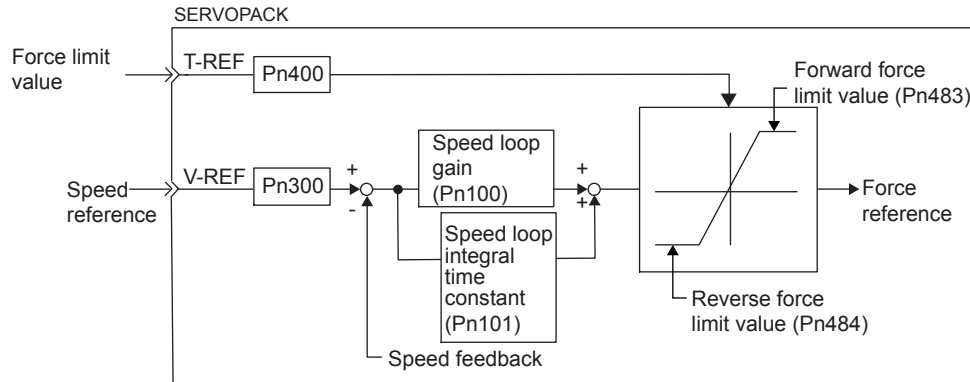 SERVOPACK
Force limit
value
T-REF
Pn400
Forward force
limit value (Pn483)
Speed
reference
V-REF
Pn300
+
-
Speed loop
gain
(Pn100)
+
+
Speed loop
integral
time
constant
(Pn101)
Force
reference
Reverse force
limit value (Pn484)
Speed feedback